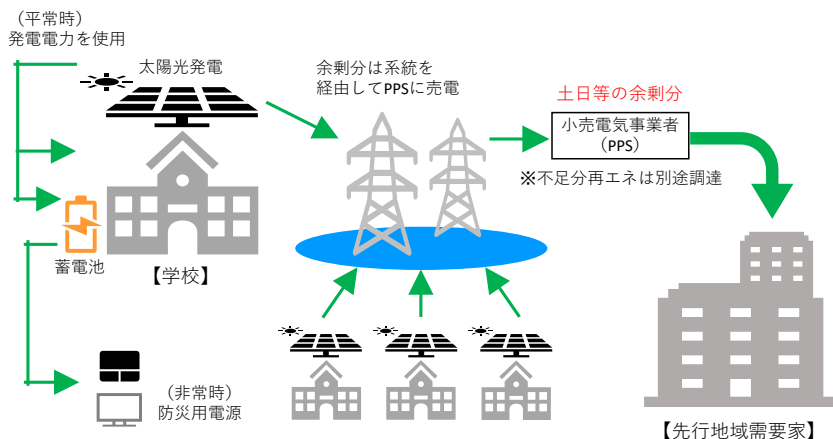 （平常時）
発電電力を使用
太陽光発電
余剰分は系統を
経由してPPSに売電
土日等の余剰分
小売電気事業者
（PPS）
※不足分再エネは別途調達
蓄電池
【学校】
（非常時）
防災用電源
【先行地域需要家】